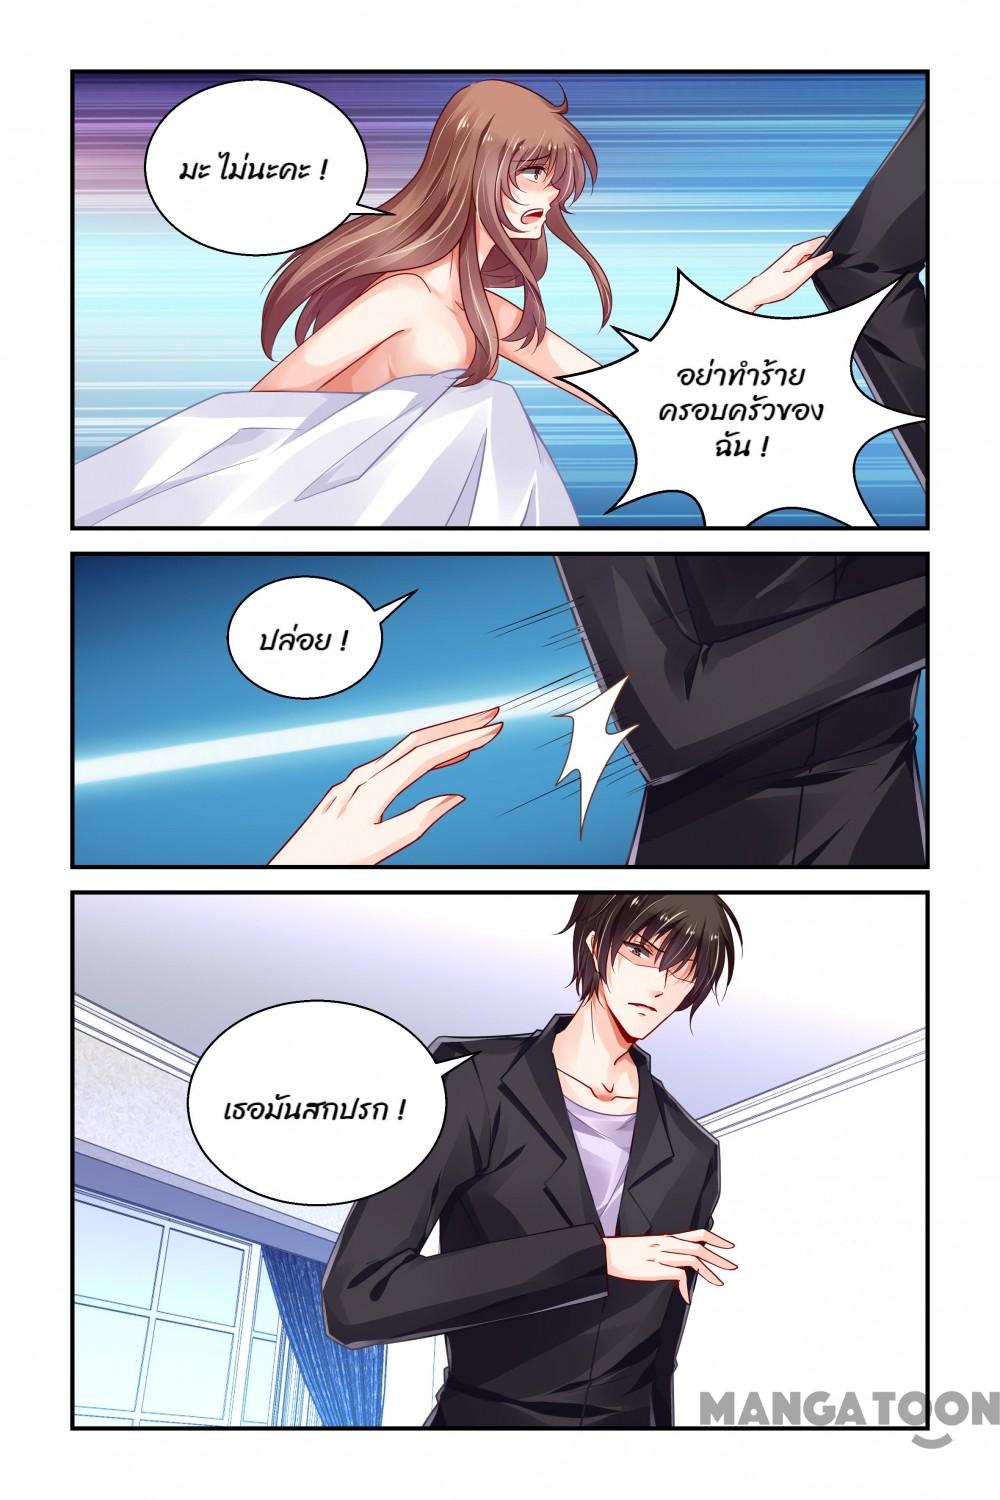 มะ ไม่นะคะ !
อย่าทำร้าย
ครอบครัวของ
ฉัน !
ปล่อย !
เธอมันสกปรก !
MANGATOON